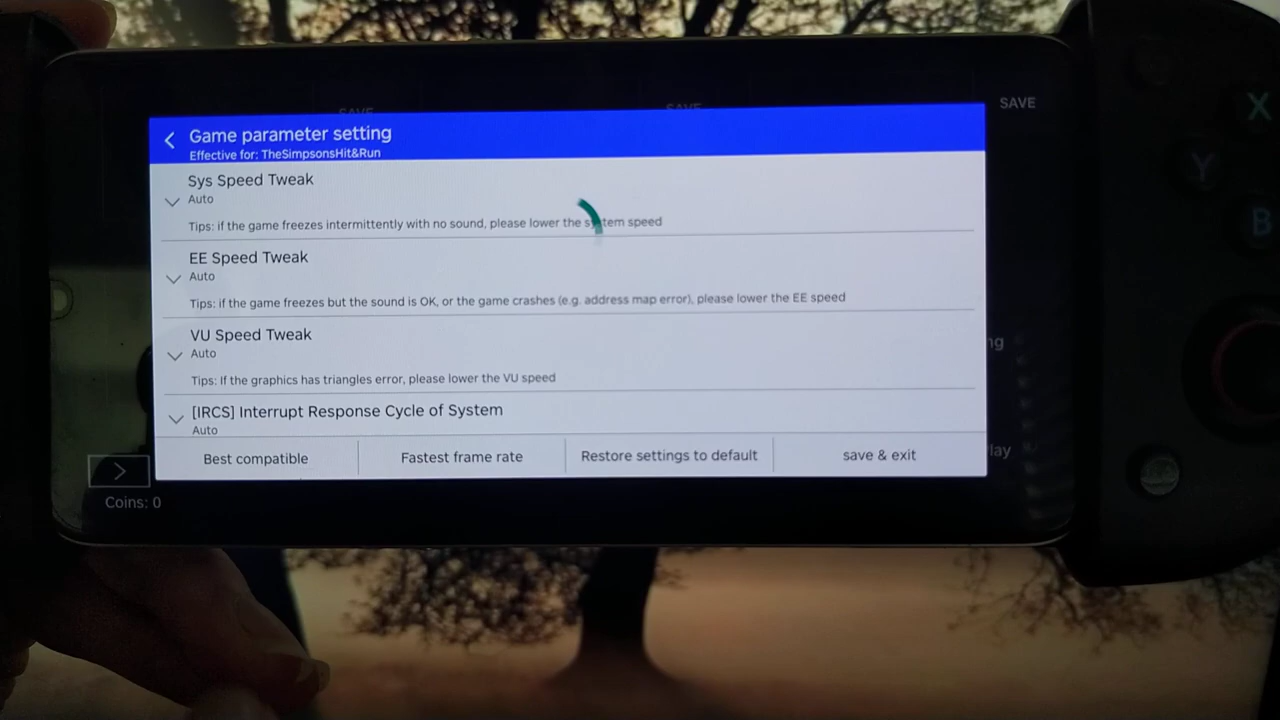 SAVE
SAVE
SAVE
Game parameter setting
Effective for: TheSimpsonsHit&Run
Sys Speed Tweak
Auto
Tips: if the game freezes intermittently with no sound, please lower the system speed
EE Speed Tweak
Auto
Tips: if the game freezes but the sound is OK, or the game crashes (e.g. address map error), please lower the EE speed
VU Speed Tweak
Auto
Tips: If the graphics has triangles error, please lower the VU speed
[IRCS] Interrupt Response Cycle of System
Auto
Best compatible
Fastest frame rate
Restore settings to default
save & exit
ng
lay
Coins: 0
X
Y
B